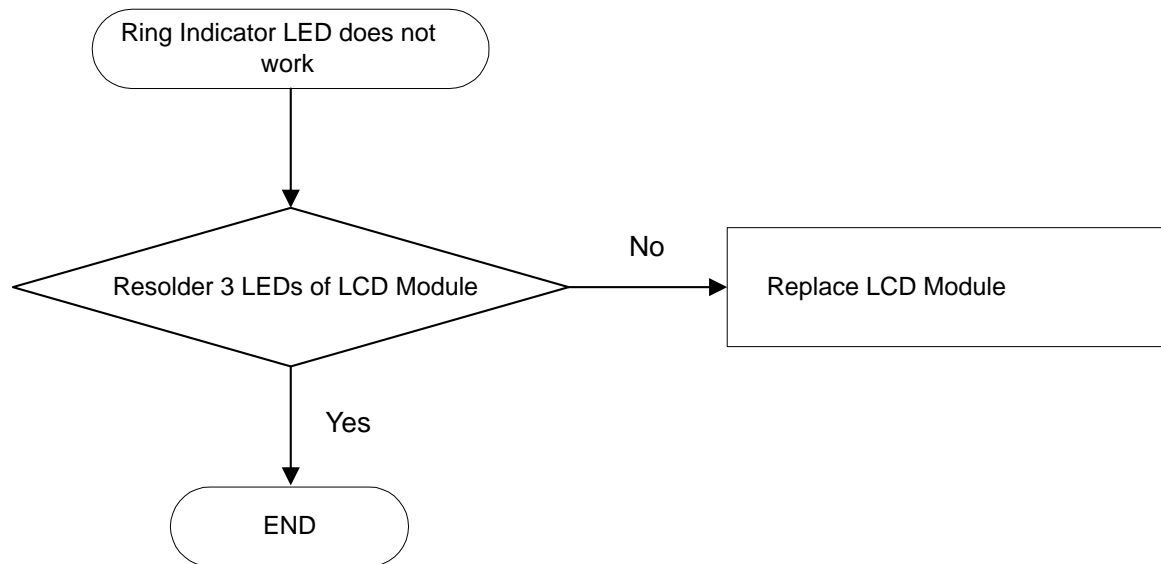 Ring Indicator LED does not
work
Resolder 3 LEDs of LCD Module
No
Replace LCD Module
Yes
END